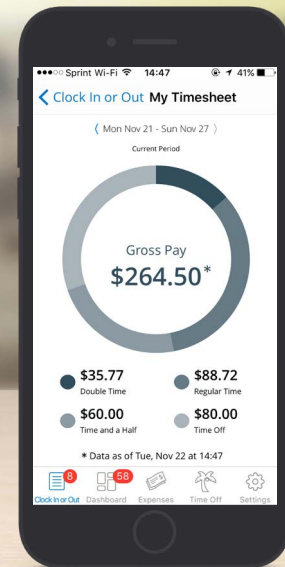 Sprint Wi-Fi 14:47 41%
Clock In or Out My Timesheet
Mon Nov 21 - Sun Nov 27
Current Period
Gross Pay
$264.50*
$35.77 $88.72
Double Time Regular Time
$60.00 $80.00
Time and a Half Time Off
* Data as of Tue, Nov 22 at 14:47
8 58
Clock In or Out Dashboard Expenses Time Off Settings